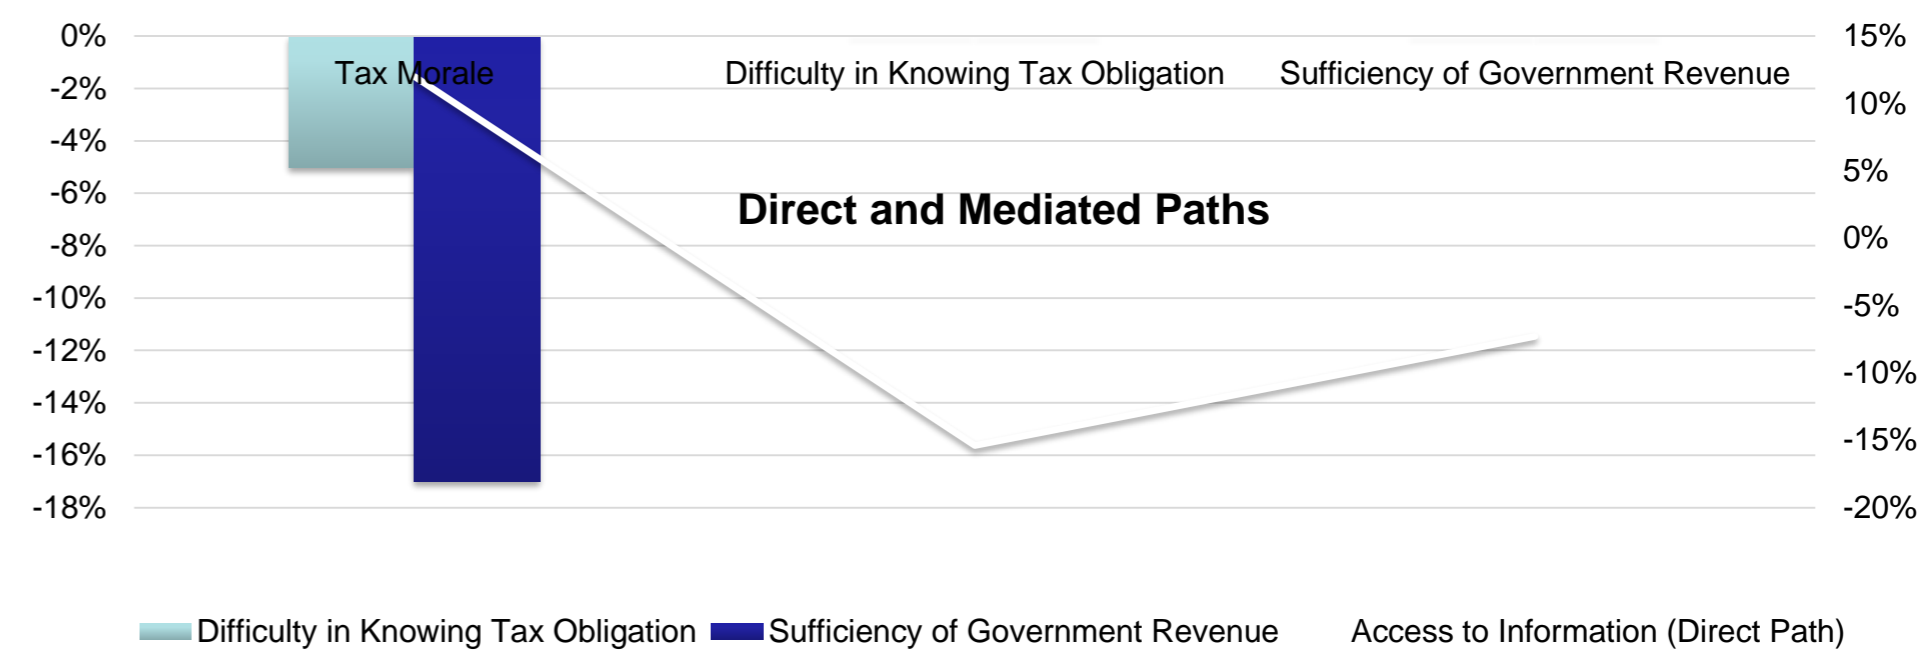 0%
-2%
-4%
-6%
-8%
-10%
-12%
-14%
-16%
-18%
Tax Morale
Difficulty in Knowing Tax Obligation
Sufficiency of Government Revenue
Direct and Mediated Paths
15%
10%
5%
0%
-5%
-10%
-15%
-20%
Difficulty in Knowing Tax Obligation
Sufficiency of Government Revenue
Access to Information (Direct Path)